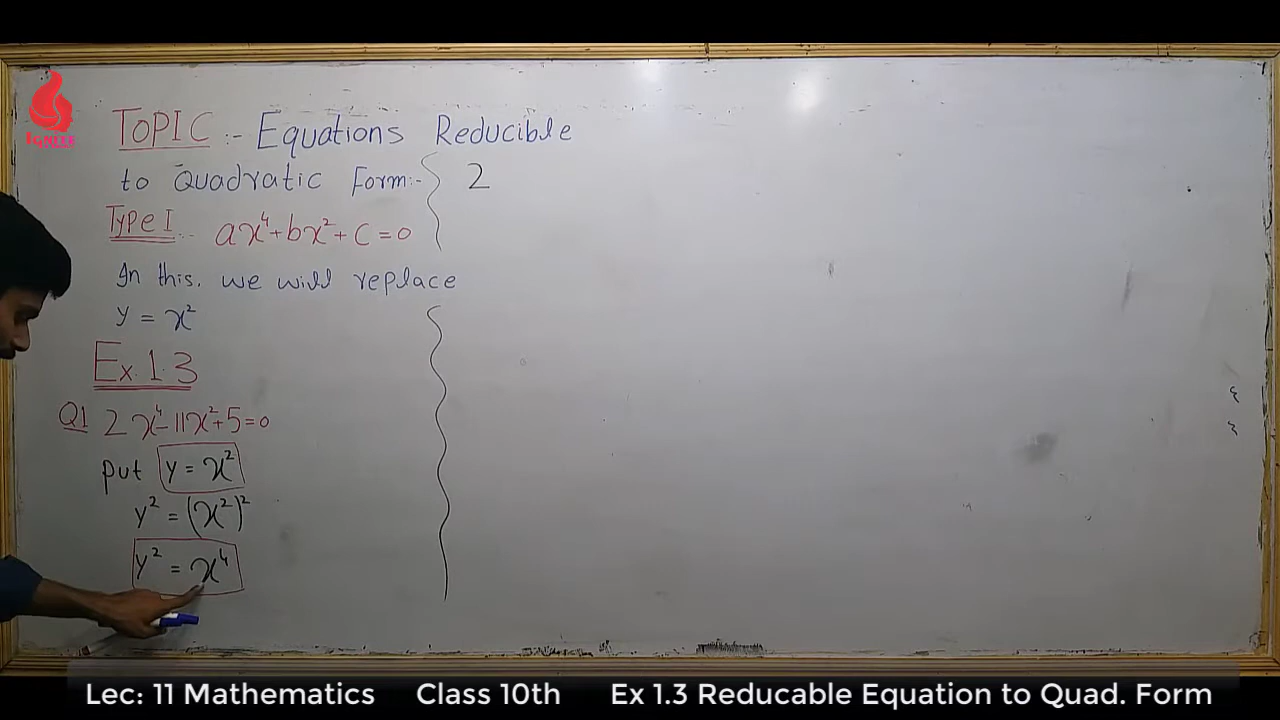 IGNITE
TOPIC :- Equations Reducible
to Quadratic Form:-
Type I :- ax⁴+bx²+c=0
In this, we will replace
y = x²
Ex.1.3
Q1 2x⁴-11x²+5=0
put y = x²
y² = (x²)²
y² = x⁴
2
Lec: 11 Mathematics Class 10th Ex 1.3 Reducable Equation to Quad. Form